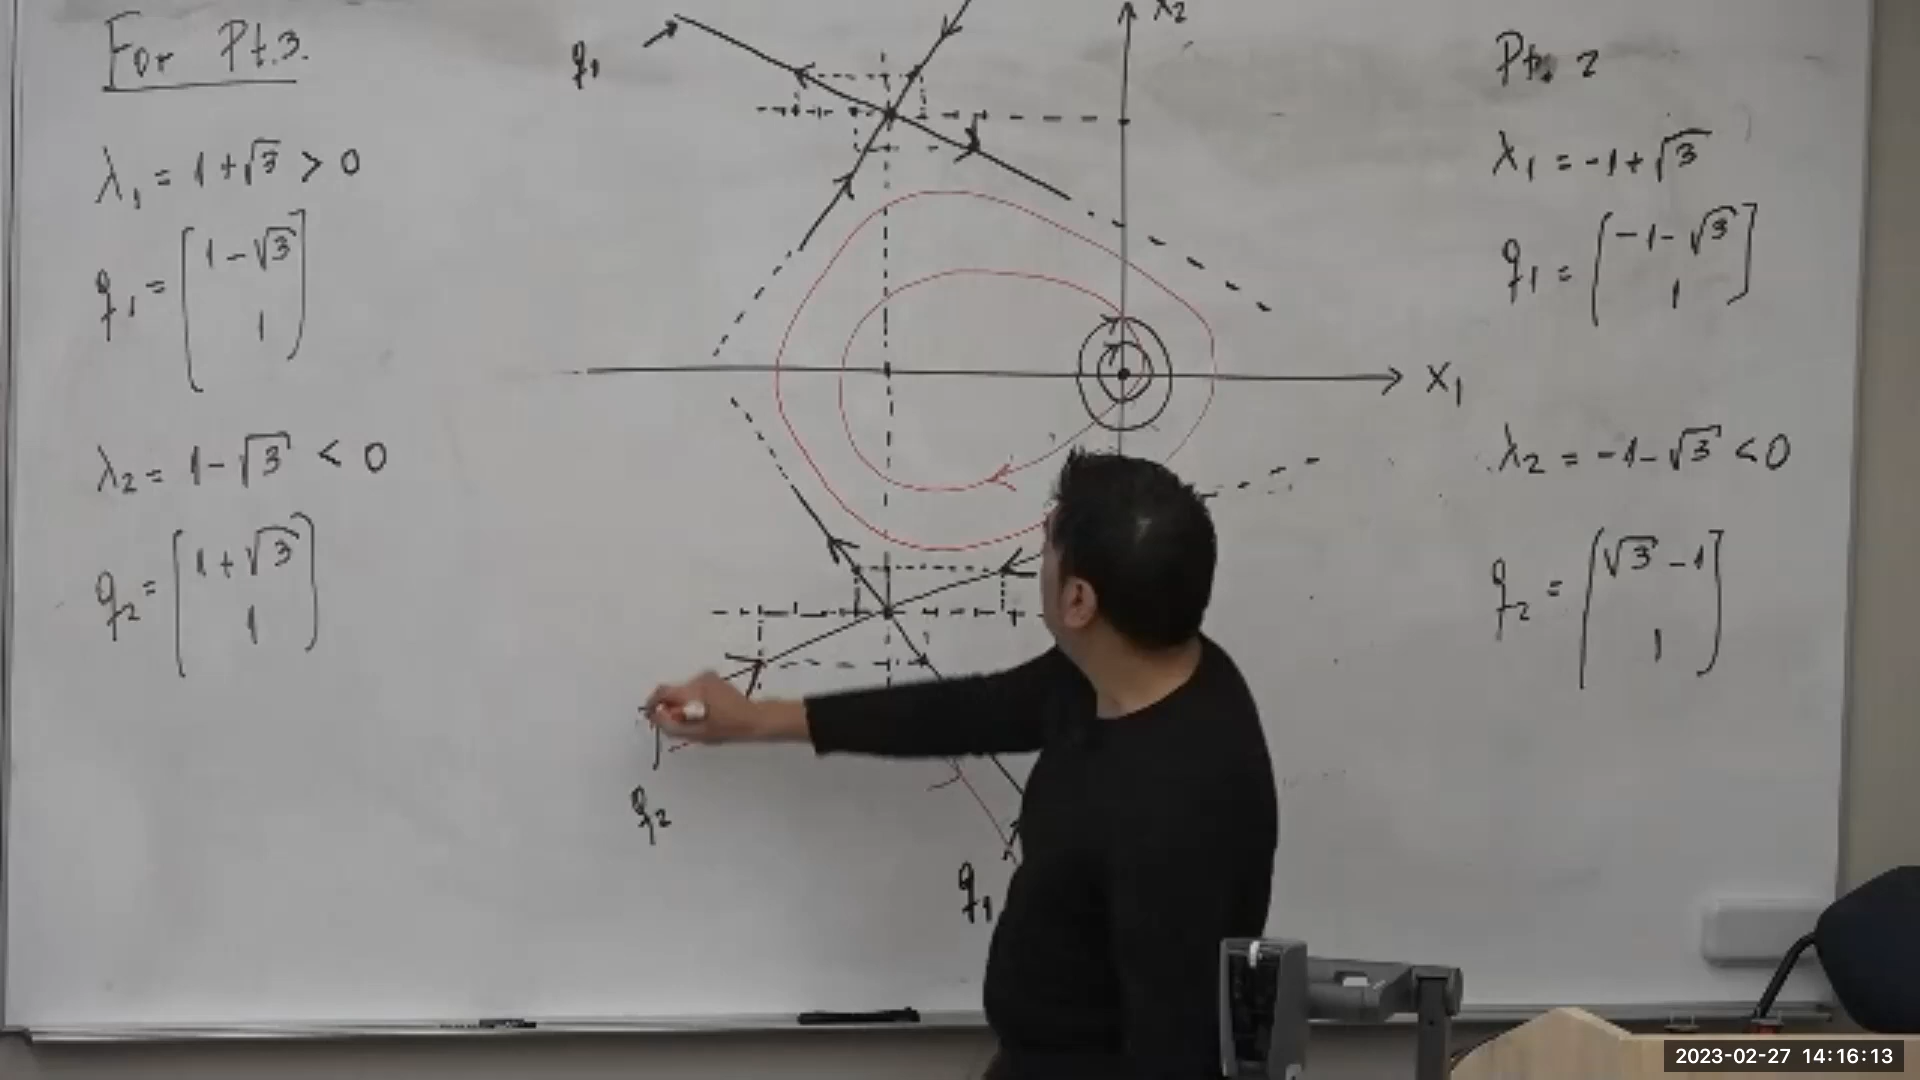 For Pt.3.
λ₁ = 1+√3 > 0
q₁ = [1-√3
1]
λ₂ = 1-√3 < 0
q₂ = [1+√3
1]
q₁
x₂
x₁
q₂
q₁
Pt. 2
λ₁ = -1+√3
q₁ = [-1-√3
1]
λ₂ = -1-√3 <0
q₂ = [√3-1
1]
2023-02-27 14:16:13